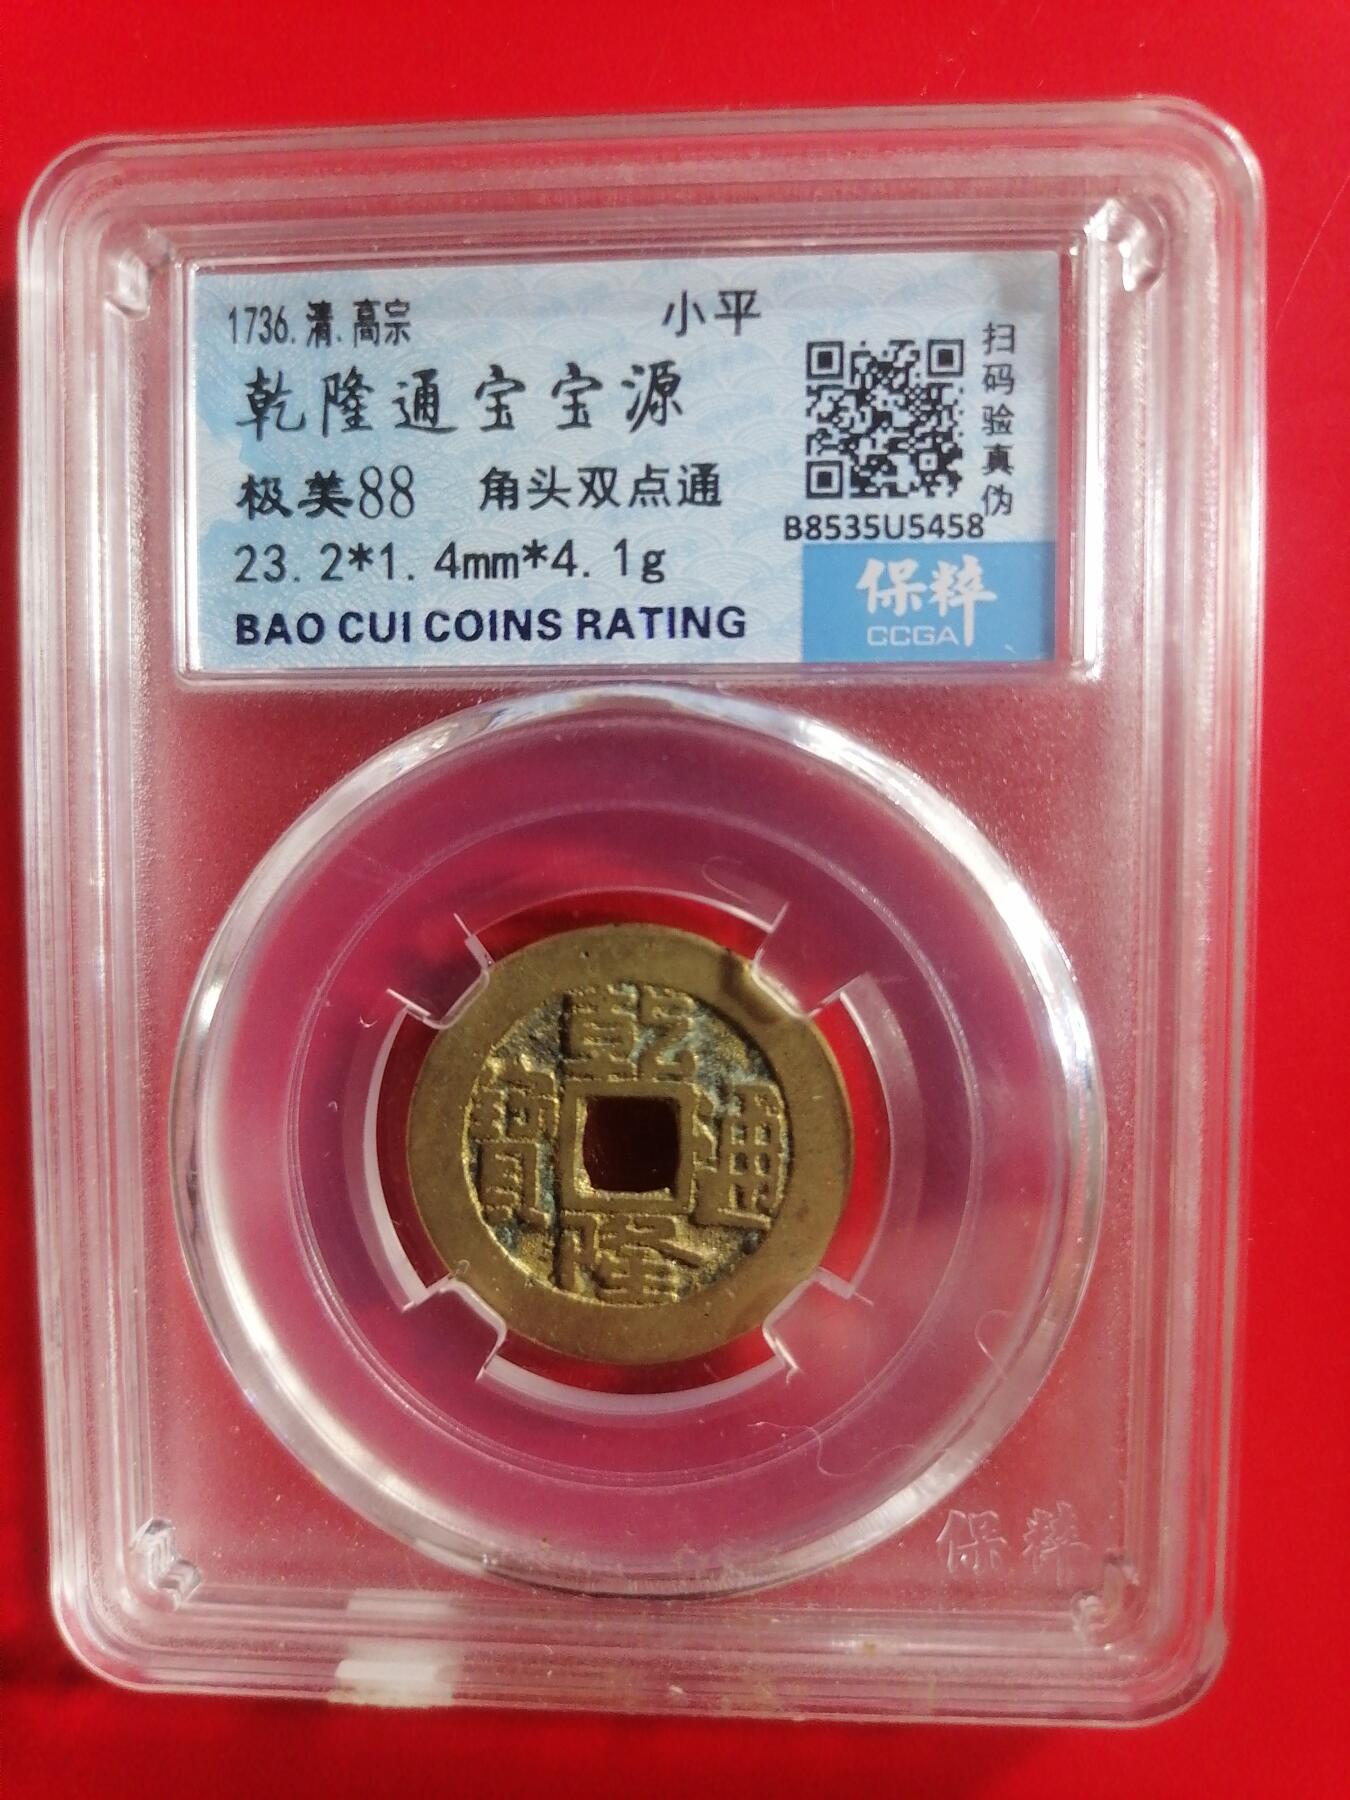 1736.清.高宗
小平
乾隆通宝宝源
极美88 角头双点通
23.2*1.4mm*4.1g
BAO CUI COINS RATING
扫码验真伪
B8535U5458
保粹
CCGA
乾
寶 通
隆
保粹